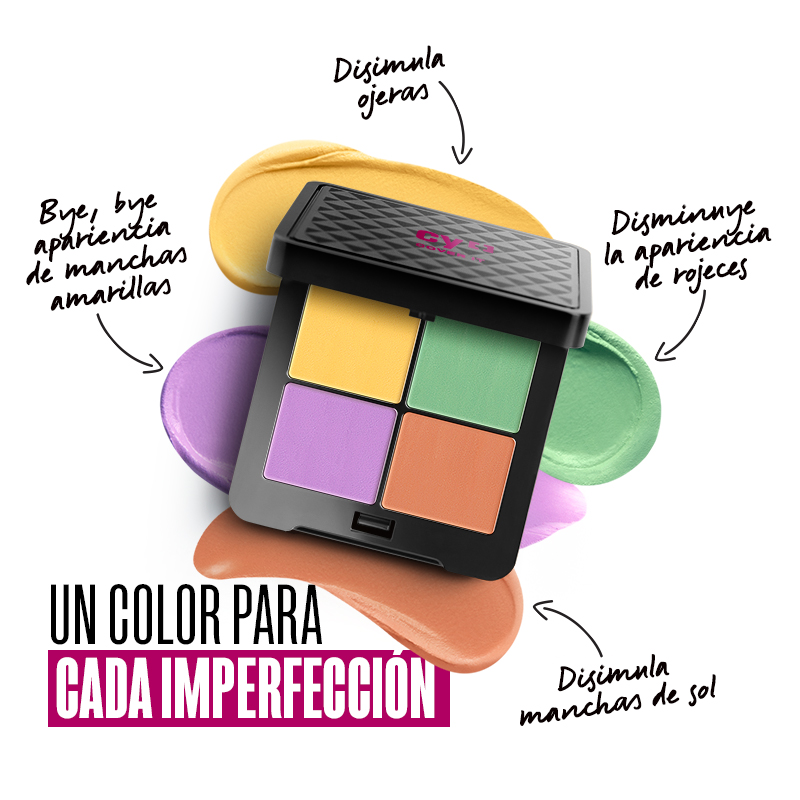 Disimula
ojeras
Bye, bye
apariencia
de manchas
amarillas
Disminuye
la apariencia
de rojeces
UN COLOR PARA
CADA IMPERFECCIÓN
Disimula
manchas de sol